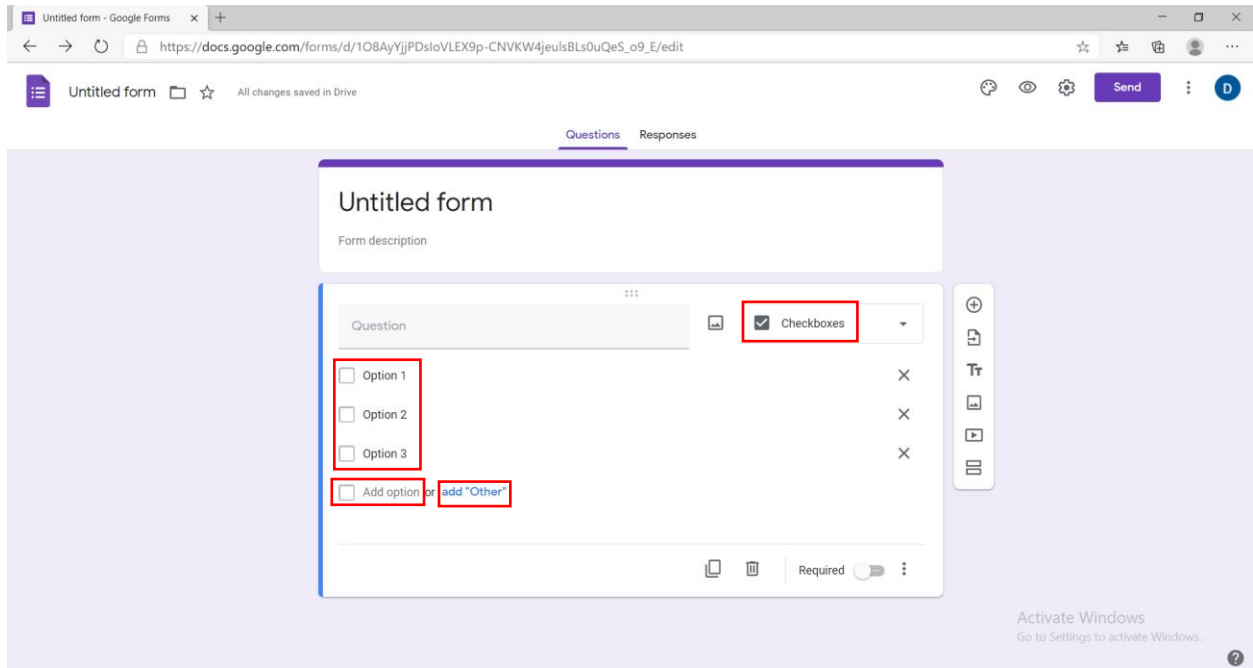 Untitled form - Google Forms
https://docs.google.com/forms/d/1O8AyYjjPDsIoVLEX9p-CNVKW4jeulsBLs0uQeS_o9_E/edit
Untitled form All changes saved in Drive Send D
Questions Responses
Untitled form
Form description
Question Checkboxes
Option 1
Option 2
Option 3
Add option or add "Other"
Required
Activate Windows
Go to Settings to activate Windows.